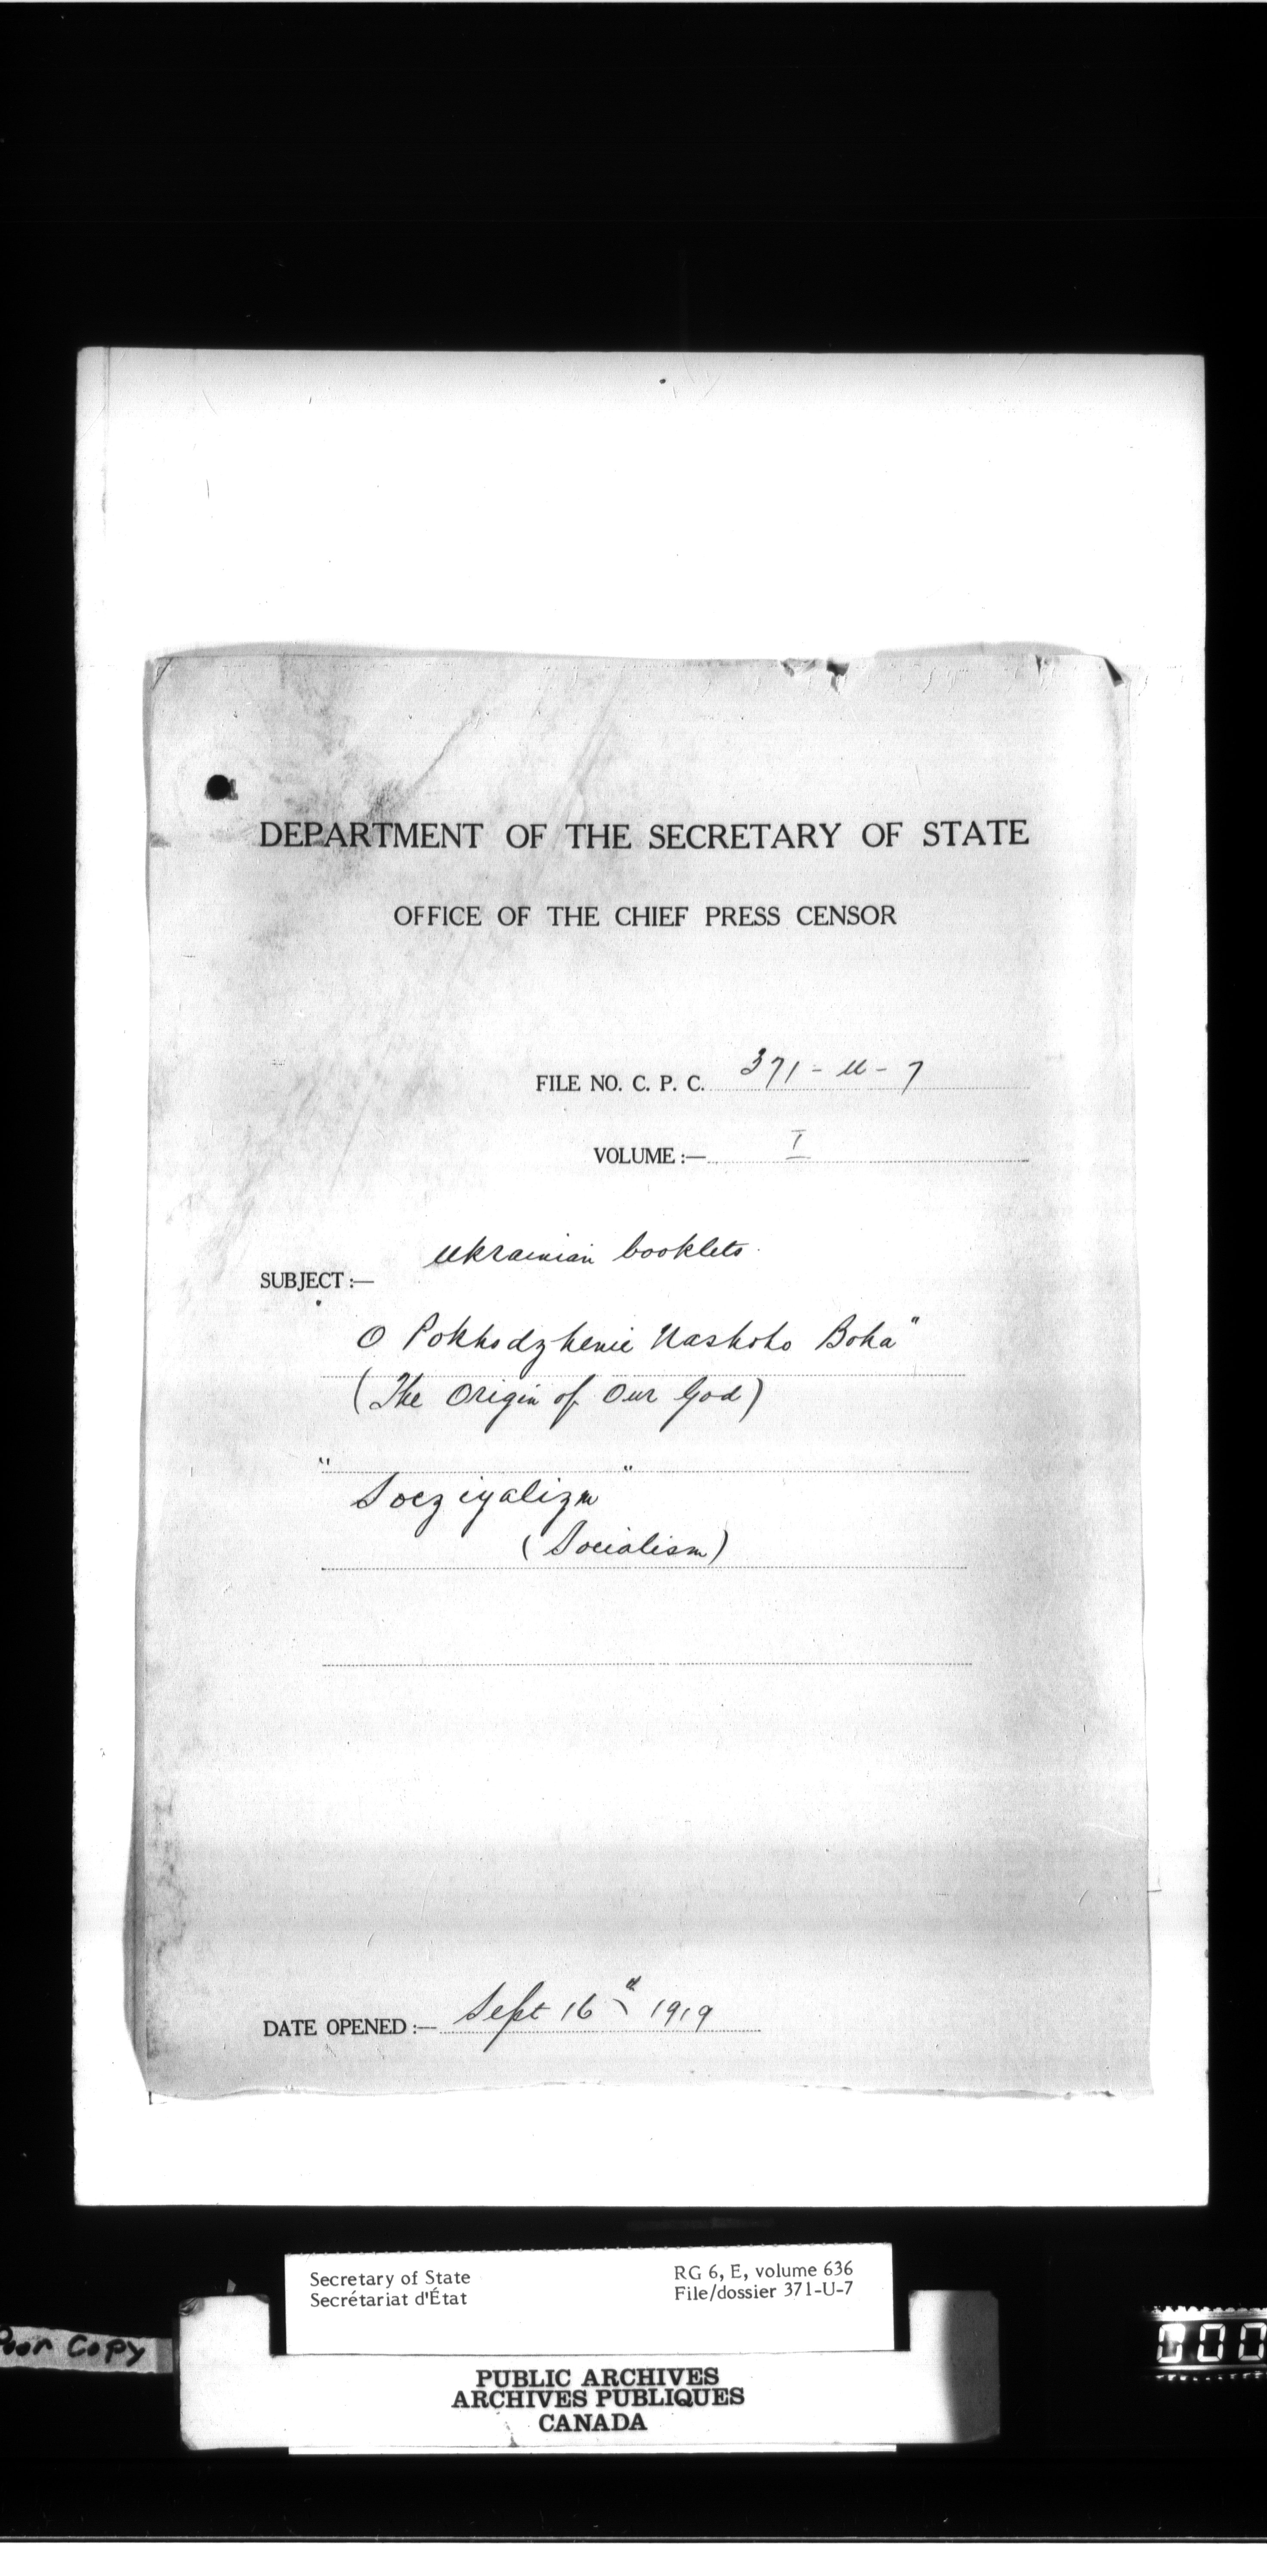 DEPARTMENT OF THE SECRETARY OF STATE
OFFICE OF THE CHIEF PRESS CENSOR
FILE NO. C. P. C. 371-U-7
VOLUME :— I
Ukrainian booklets
SUBJECT :—
O Pokhodzhenie Nashoho Boha"
(The Origin of Our God)
" "
Socziyalizm
(Socialism)
DATE OPENED :— Sept 16th 1919
Secretary of State
Secrétariat d'État
RG 6, E, volume 636
File/dossier 371-U-7
Poor Copy
PUBLIC ARCHIVES
ARCHIVES PUBLIQUES
CANADA
000